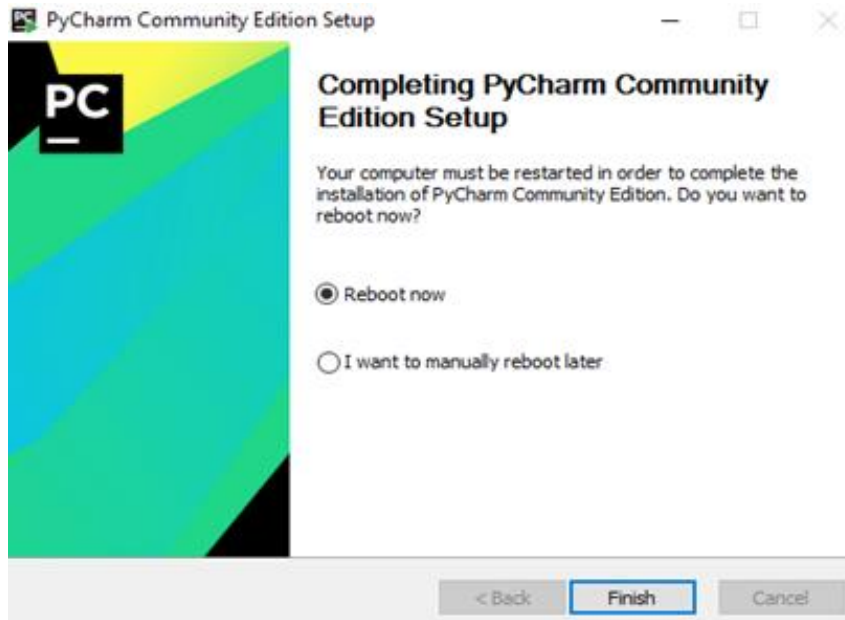 PyCharm Community Edition Setup
PC
Completing PyCharm Community
Edition Setup
Your computer must be restarted in order to complete the
installation of PyCharm Community Edition. Do you want to
reboot now?
Reboot now
I want to manually reboot later
< Back Finish Cancel